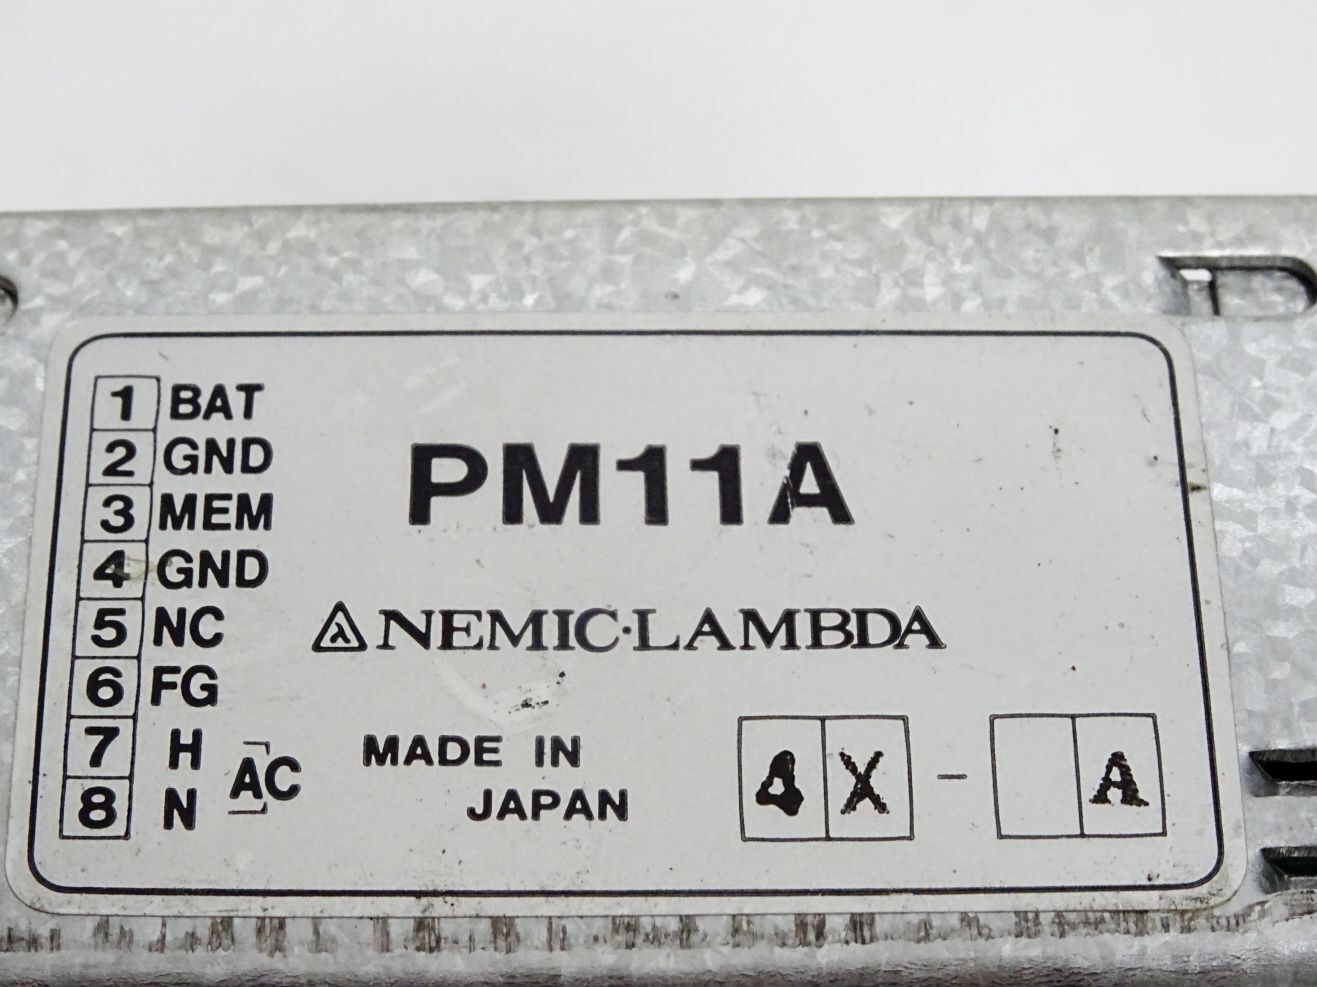 1 BAT
2 GND
3 MEM
4 GND
5 NC
6 FG
7 H
8 N
AC
PM11A
NEMIC·LAMBDA
MADE IN
JAPAN
4X - A